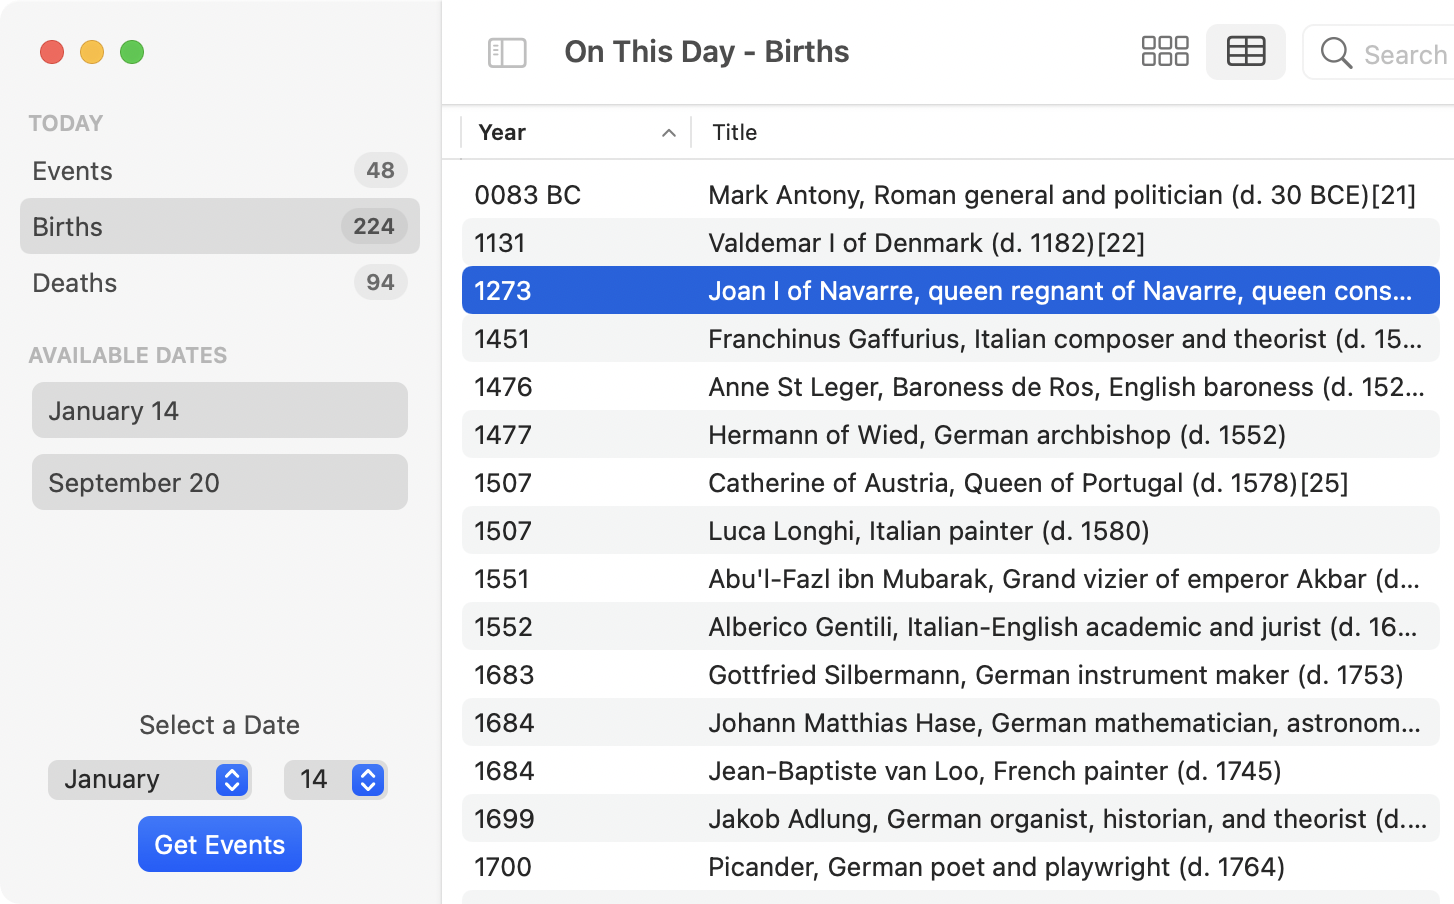 On This Day - Births
Search
TODAY
Events 48
Births 224
Deaths 94
AVAILABLE DATES
January 14
September 20
Select a Date
January 14
Get Events
Year Title
0083 BC Mark Antony, Roman general and politician (d. 30 BCE)[21]
1131 Valdemar I of Denmark (d. 1182)[22]
1273 Joan I of Navarre, queen regnant of Navarre, queen cons...
1451 Franchinus Gaffurius, Italian composer and theorist (d. 15...
1476 Anne St Leger, Baroness de Ros, English baroness (d. 152...
1477 Hermann of Wied, German archbishop (d. 1552)
1507 Catherine of Austria, Queen of Portugal (d. 1578)[25]
1507 Luca Longhi, Italian painter (d. 1580)
1551 Abu'l-Fazl ibn Mubarak, Grand vizier of emperor Akbar (d...
1552 Alberico Gentili, Italian-English academic and jurist (d. 16...
1683 Gottfried Silbermann, German instrument maker (d. 1753)
1684 Johann Matthias Hase, German mathematician, astronom...
1684 Jean-Baptiste van Loo, French painter (d. 1745)
1699 Jakob Adlung, German organist, historian, and theorist (d....
1700 Picander, German poet and playwright (d. 1764)